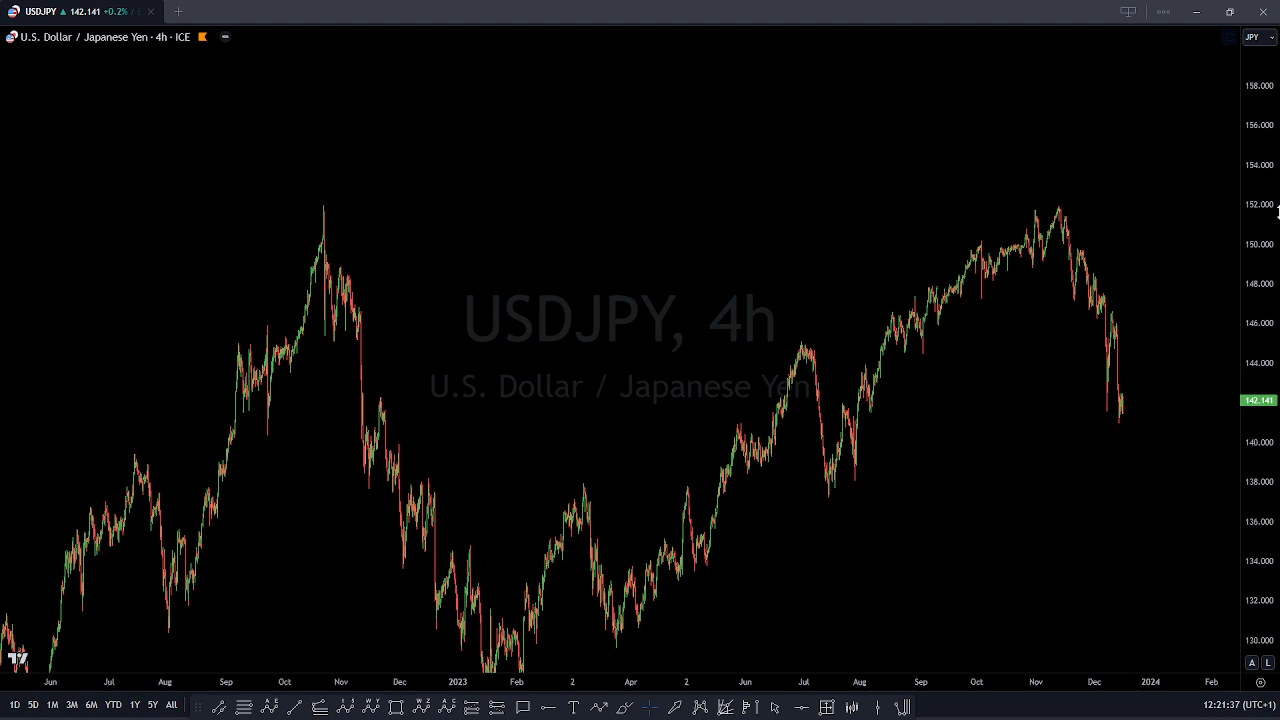 USDJPY ▲ 142.141 +0.2% /
U.S. Dollar / Japanese Yen · 4h · ICE
JPY
158.000
156.000
154.000
152.000
150.000
148.000
146.000
144.000
142.141
140.000
138.000
136.000
134.000
132.000
130.000
USDJPY, 4h
U.S. Dollar / Japanese Yen
A L
Jun Jul Aug Sep Oct Nov Dec 2023 Feb 2 Apr 2 Jun Jul Aug Sep Oct Nov Dec 2024 Feb
1D 5D 1M 3M 6M YTD 1Y 5Y All
12:21:37 (UTC+1)